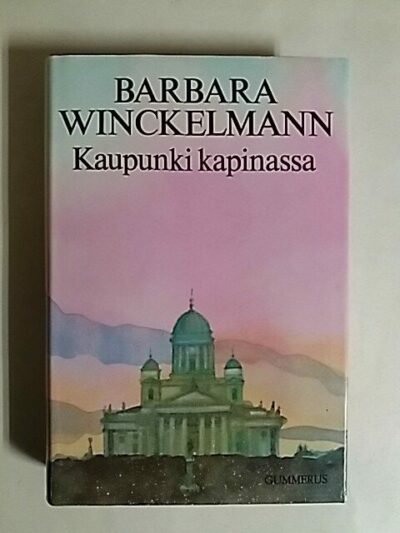 BARBARA
WINCKELMANN
Kaupunki kapinassa
GUMMERUS